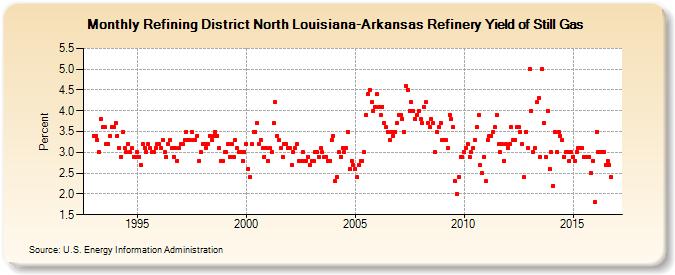 Monthly Refining District North Louisiana-Arkansas Refinery Yield of Still Gas
Percent
5.5
5.0
4.5
4.0
3.5
3.0
2.5
2.0
1.5
1995 2000 2005 2010 2015
Source: U.S. Energy Information Administration